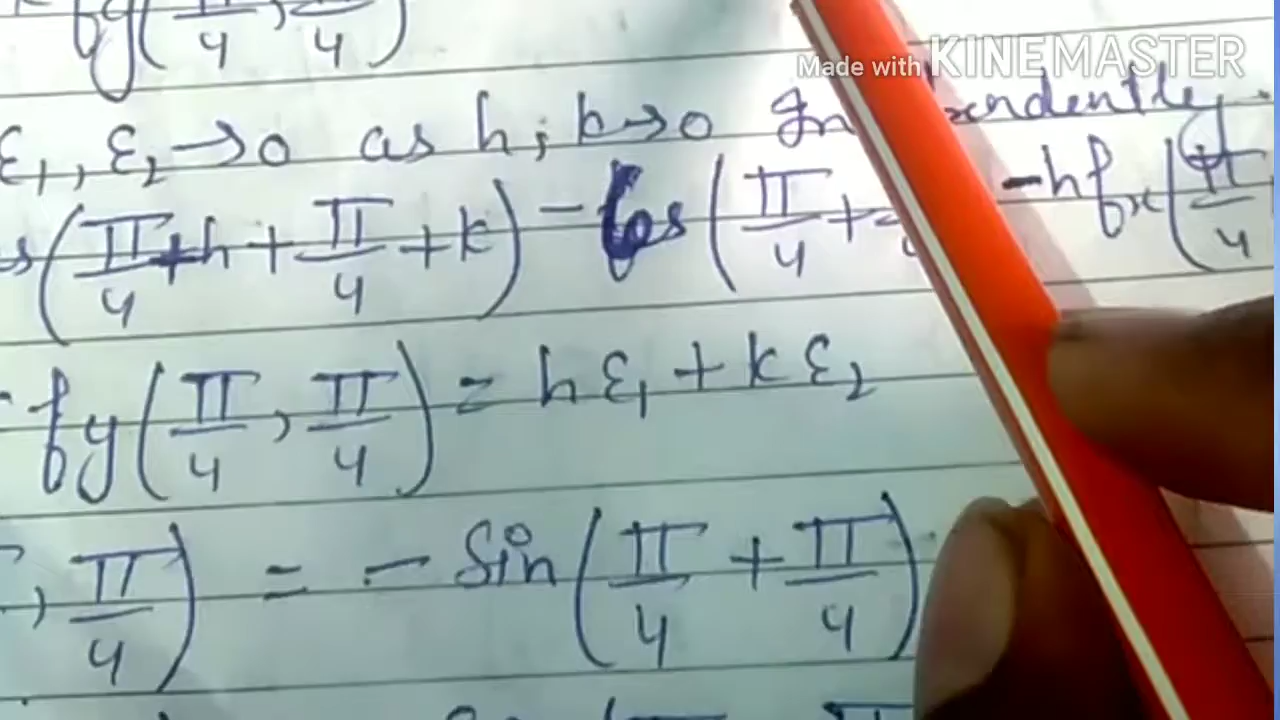 fy(π/4, π/4)
Made with KINEMASTER
ε₁, ε₂ → 0 as h, k → 0
(π/4 + h + π/4 + k) - Cos(π/4 + -hfx(π/4,
fy(π/4, π/4) = hε₁ + kε₂
, π/4) = - Sin(π/4 + π/4)